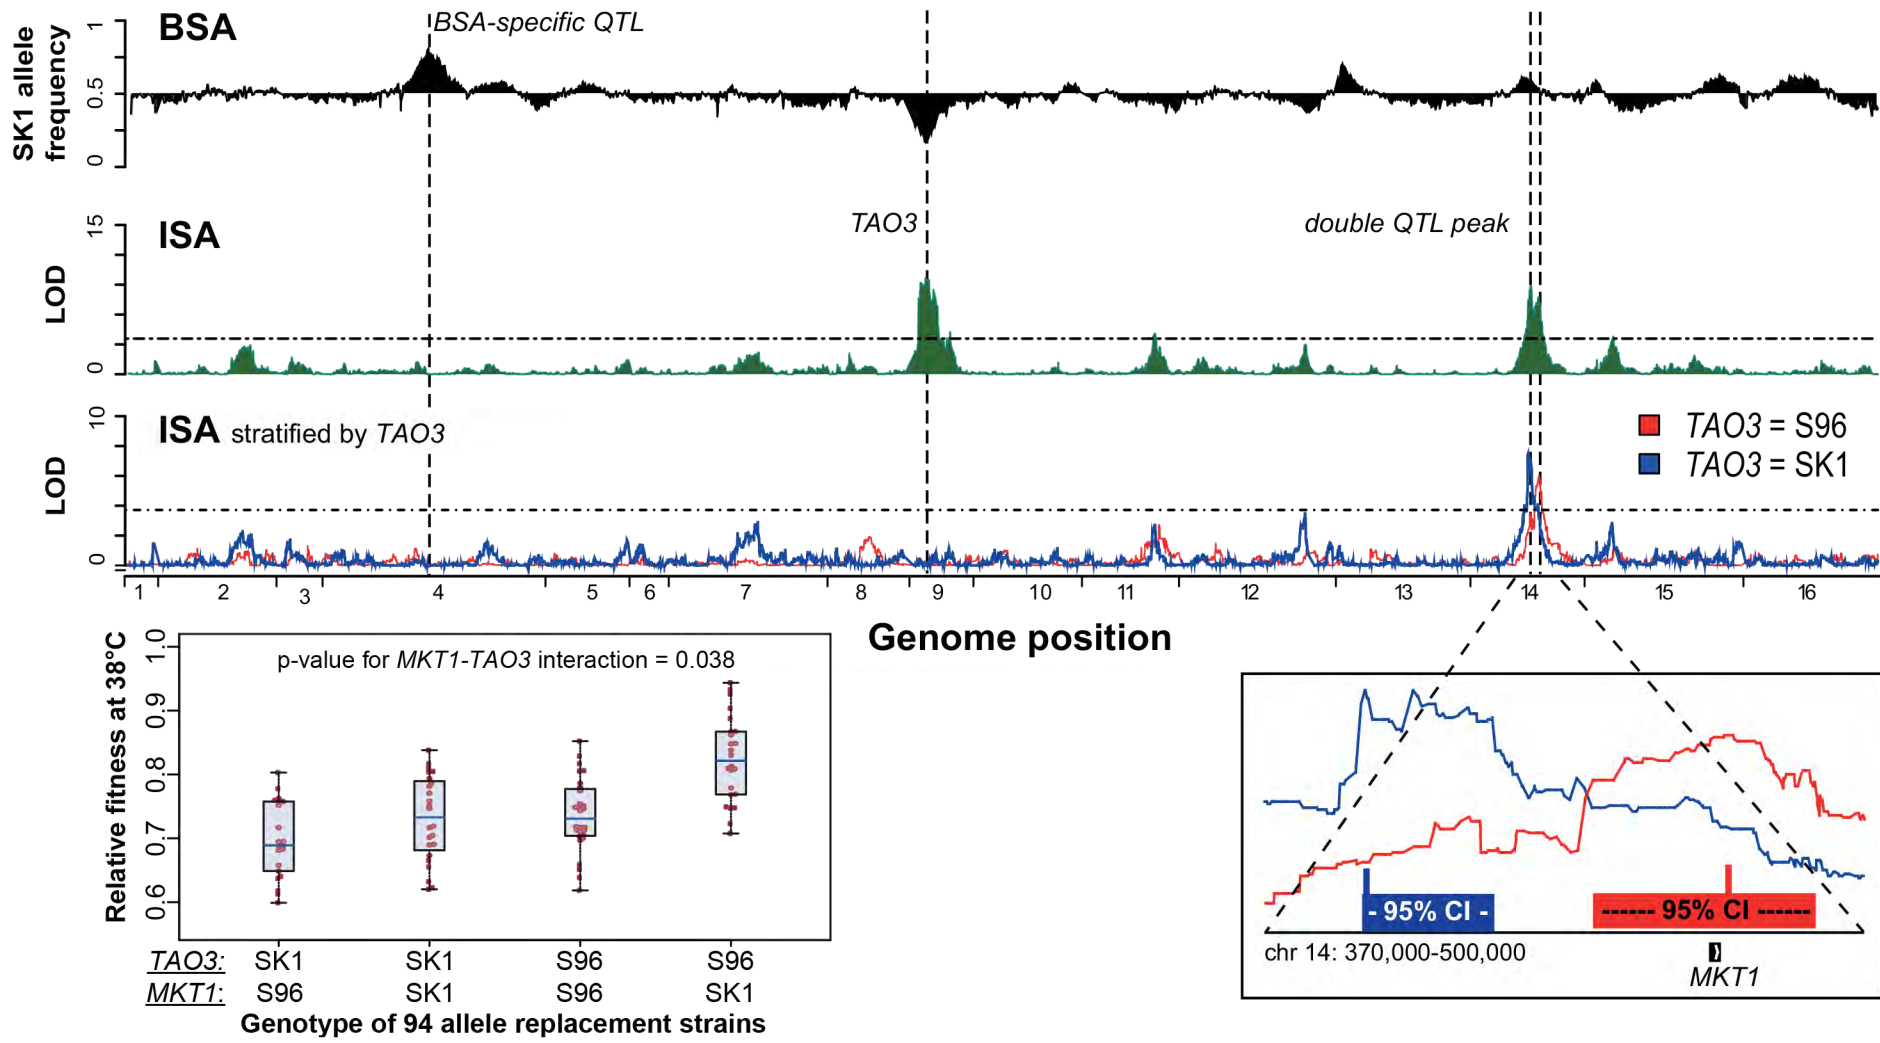 BSA
BSA-specific QTL
SK1 allele
frequency
1
0.5
0
ISA
TAO3
double QTL peak
LOD
15
0
ISA stratified by TAO3
TAO3 = S96
TAO3 = SK1
LOD
10
0
1 2 3 4 5 6 7 8 9 10 11 12 13 14 15 16
Genome position
p-value for MKT1-TAO3 interaction = 0.038
Relative fitness at 38°C
1.0
0.9
0.8
0.7
0.6
TAO3: SK1 SK1 S96 S96
MKT1: S96 SK1 S96 SK1
Genotype of 94 allele replacement strains
- 95% CI -
------ 95% CI ------
chr 14: 370,000-500,000
MKT1